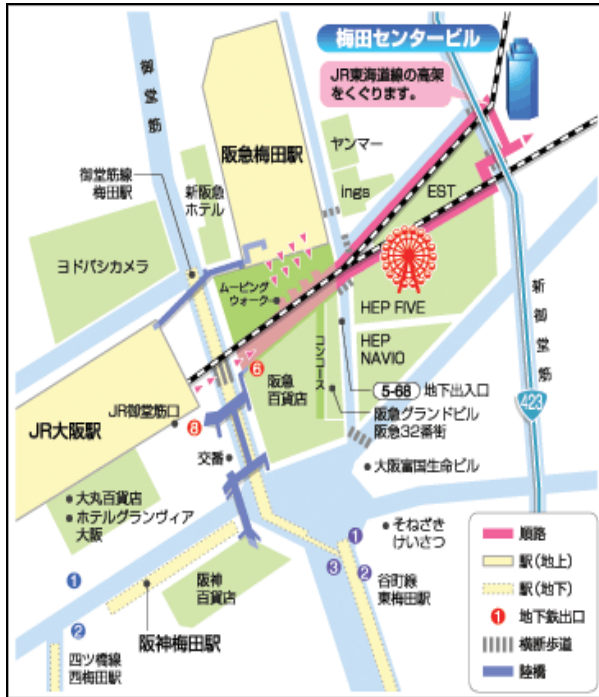 梅田センタービル
JR東海道線の高架
をくぐります。
御堂筋
阪急梅田駅
ヤンマー
御堂筋線
梅田駅
新阪急
ホテル
ings
EST
ヨドバシカメラ
ムービング
ウォーク
HEP FIVE
新御堂筋
HEP
NAVIO
コンコース
6
阪急
百貨店
5-68 地下出入口
423
JR御堂筋口
8
阪急グランドビル
阪急32番街
JR大阪駅
交番
大阪富国生命ビル
大丸百貨店
ホテルグランヴィア
大阪
そねざき
けいさつ
1
3
2
谷町線
東梅田駅
1
2
阪神
百貨店
阪神梅田駅
四ツ橋線
西梅田駅
順路
駅(地上)
駅(地下)
1 地下鉄出口
横断歩道
陸橋